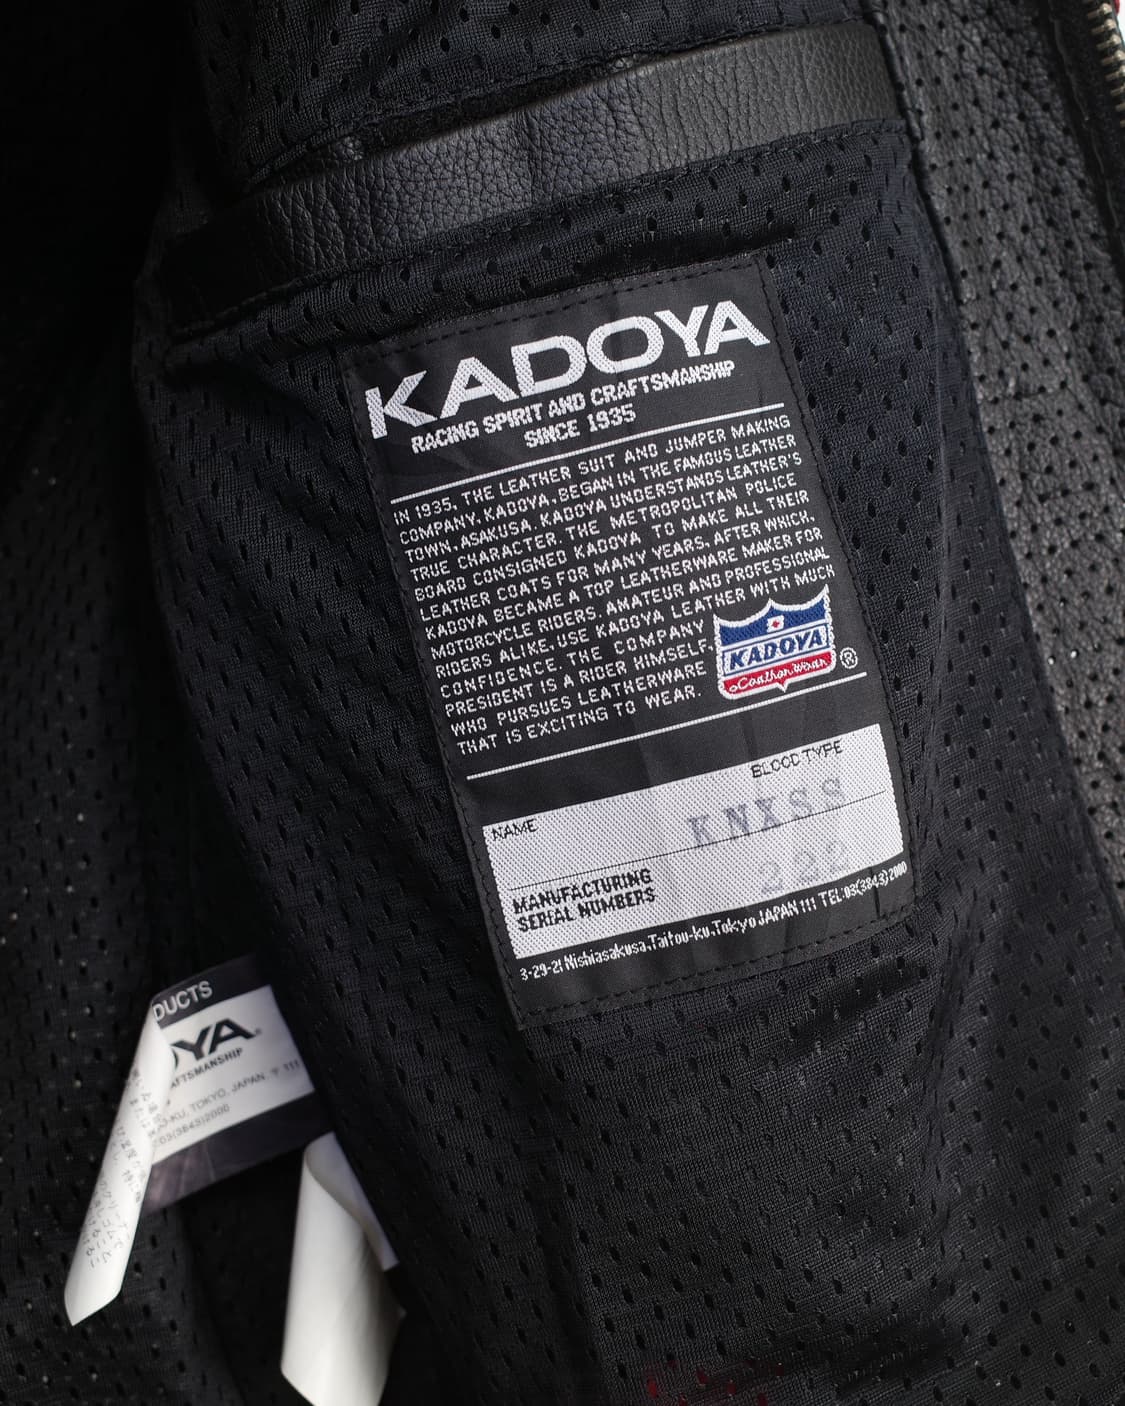 KADOYA
RACING SPIRIT AND CRAFTSMANSHIP
SINCE 1935
IN 1935, THE LEATHER SUIT AND JUMPER MAKING
COMPANY, KADOYA, BEGAN IN THE FAMOUS LEATHER
TOWN, ASAKUSA. KADOYA UNDERSTANDS LEATHER'S
TRUE CHARACTER. THE METROPOLITAN POLICE
BOARD CONSIGNED KADOYA TO MAKE ALL THEIR
LEATHER COATS FOR MANY YEARS, AFTER WHICH,
KADOYA BECAME A TOP LEATHERWARE MAKER FOR
MOTORCYCLE RIDERS. AMATEUR AND PROFESSIONAL
RIDERS ALIKE, USE KADOYA LEATHER WITH MUCH
CONFIDENCE. THE COMPANY
PRESIDENT IS A RIDER HIMSELF,
WHO PURSUES LEATHERWARE
THAT IS EXCITING TO WEAR.
KADOYA
®
BLOOD TYPE
NAME
KNXSS
MANUFACTURING
SERIAL NUMBERS
222
3-29-21 Nishiasakusa.Taitou-ku.Tokyo JAPAN 111 TEL 03(3843)2000
DUCTS
OYA
AFTSMANSHIP
O-KU, TOKYO, JAPAN. 〒 111
03(3843)2000